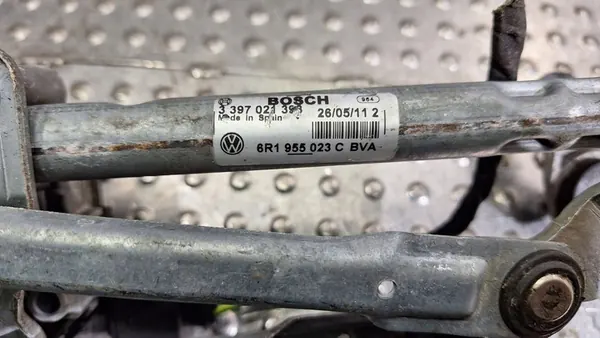 BOSCH
954
3 397 021 39
Made in Spain
26/05/11 2
6R1 955 023 C BVA